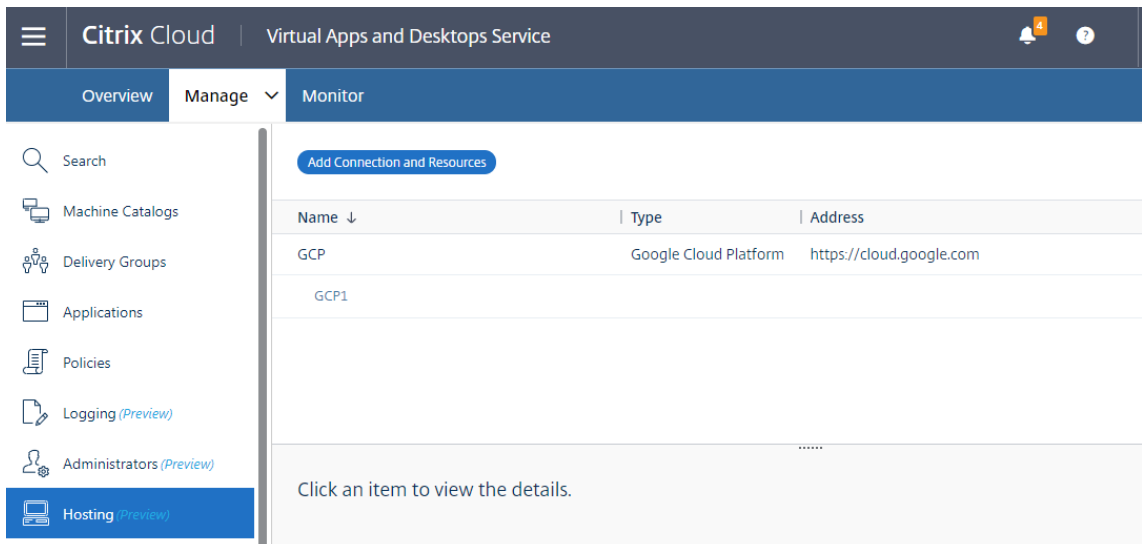 Citrix Cloud | Virtual Apps and Desktops Service 4 ?
Overview Manage Monitor
Search
Machine Catalogs
Delivery Groups
Applications
Policies
Logging (Preview)
Administrators (Preview)
Hosting (Preview)
Add Connection and Resources
Name ↓ Type Address
GCP Google Cloud Platform https://cloud.google.com
GCP1
Click an item to view the details.